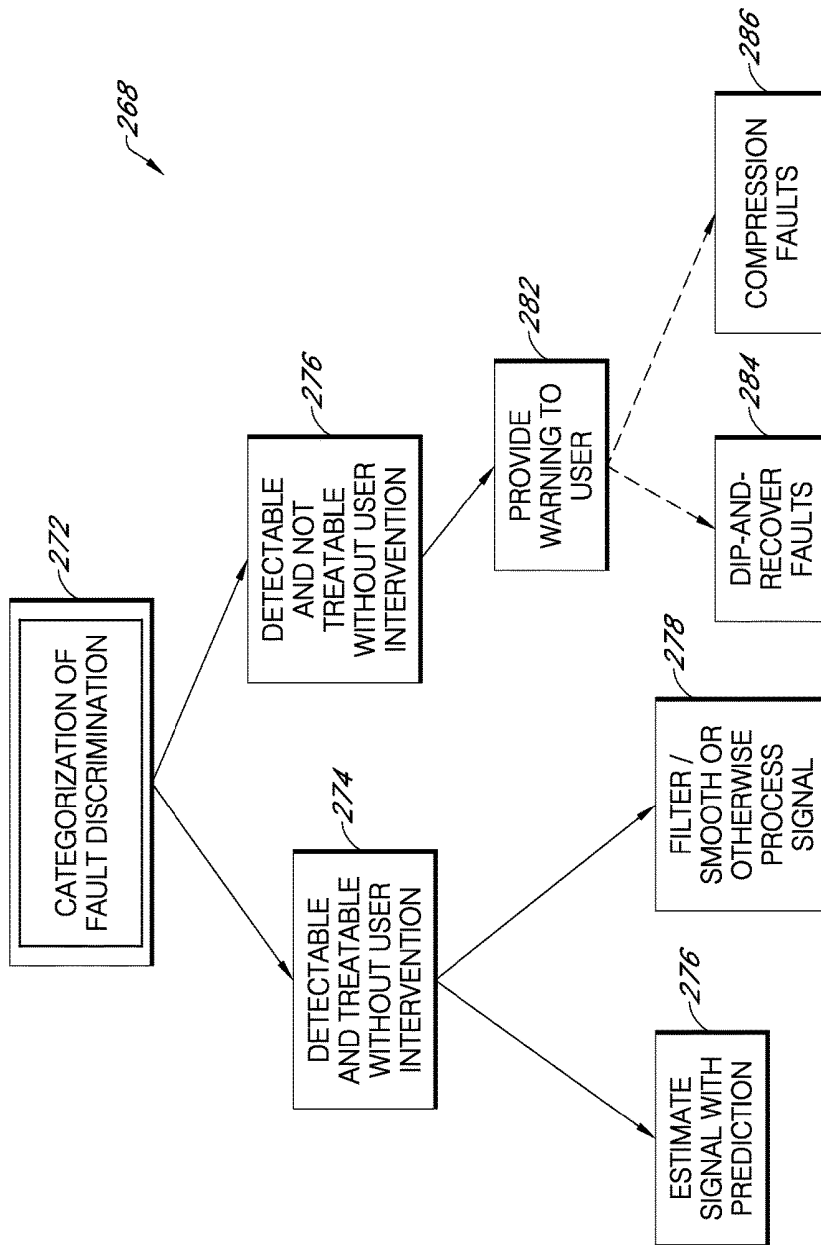 268
272
CATEGORIZATION OF
FAULT DISCRIMINATION
274
DETECTABLE
AND TREATABLE
WITHOUT USER
INTERVENTION
276
DETECTABLE
AND NOT
TREATABLE
WITHOUT USER
INTERVENTION
276
ESTIMATE
SIGNAL WITH
PREDICTION
278
FILTER /
SMOOTH OR
OTHERWISE
PROCESS
SIGNAL
282
PROVIDE
WARNING TO
USER
284
DIP-AND-
RECOVER
FAULTS
286
COMPRESSION
FAULTS